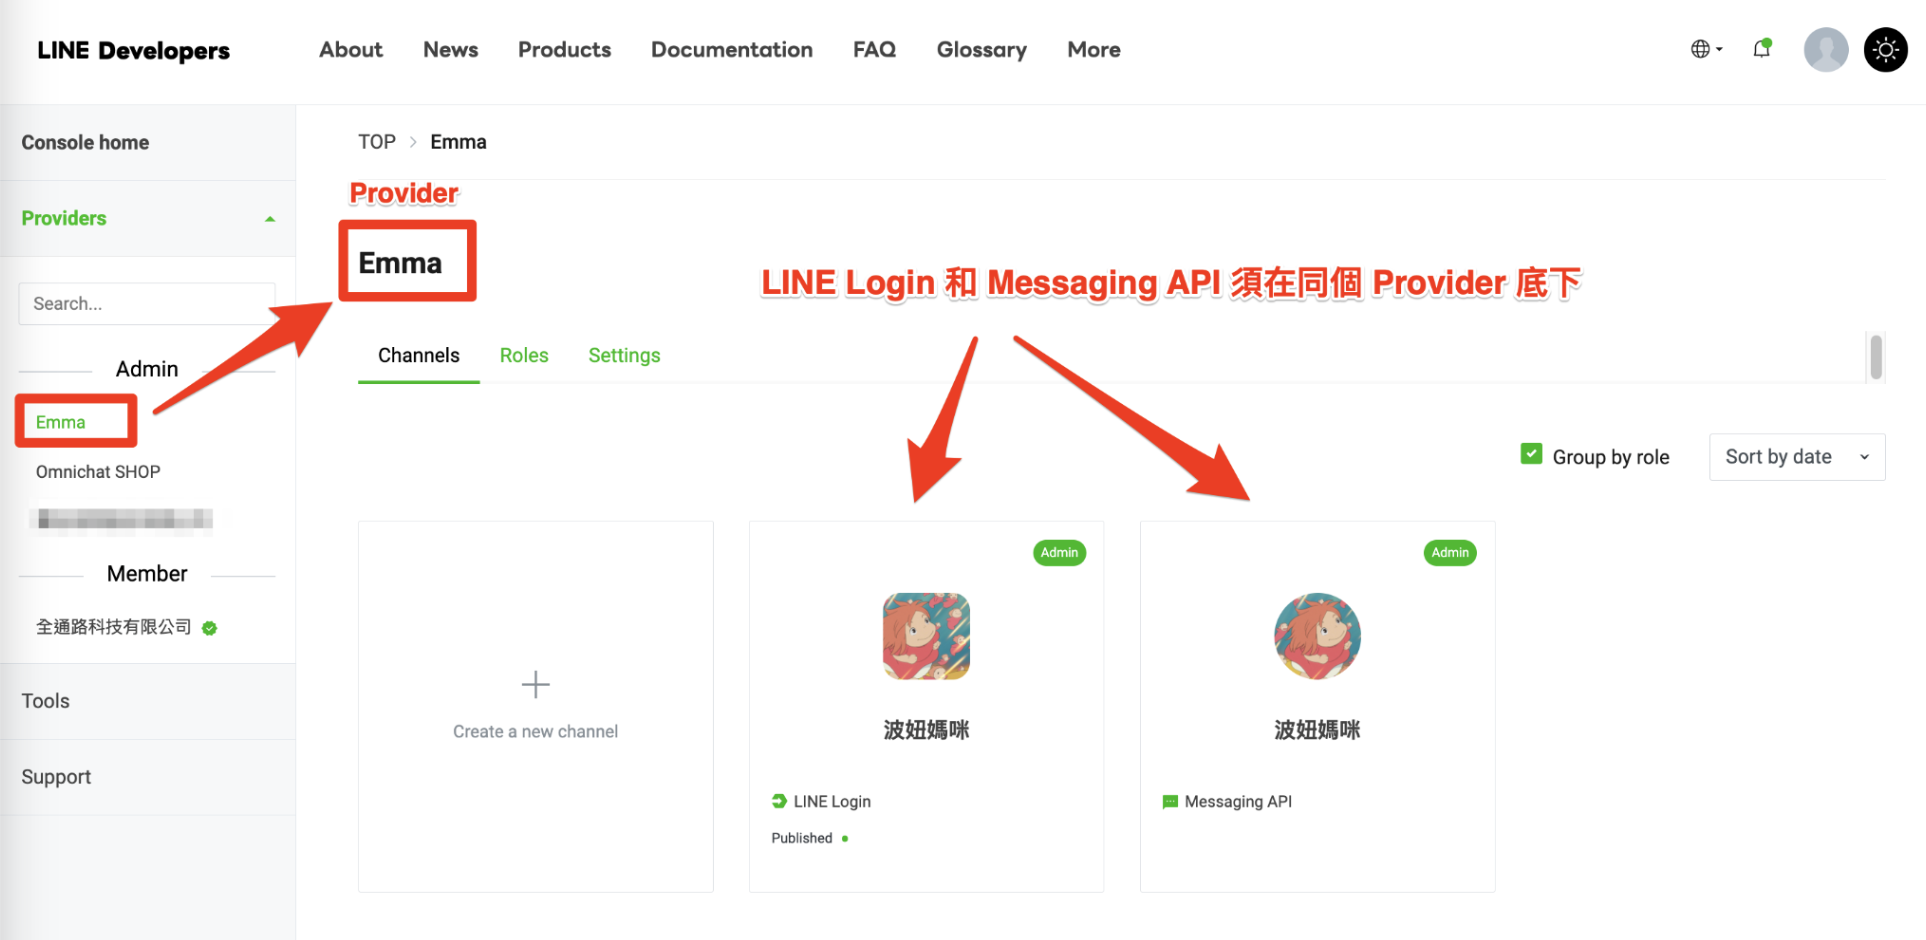 LINE Developers
About
News
Products
Documentation
FAQ
Glossary
More
Console home
Providers
Search...
Admin
Emma
Omnichat SHOP
Member
全通路科技有限公司
Tools
Support
TOP > Emma
Provider
Emma
LINE Login 和 Messaging API 須在同個 Provider 底下
Channels
Roles
Settings
Group by role
Sort by date
Create a new channel
Admin
波妞媽咪
LINE Login
Published
Admin
波妞媽咪
Messaging API